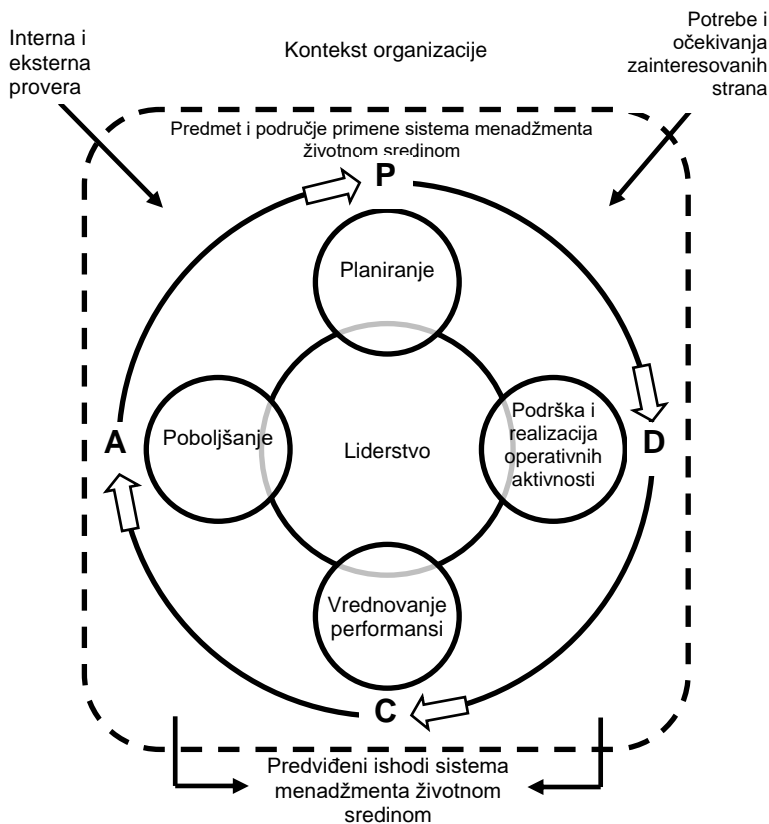 Interna i
eksterna
provera
Kontekst organizacije
Potrebe i
očekivanja
zainteresovanih
strana
Predmet i područje primene sistema menadžmenta
životnom sredinom
P
Planiranje
A
Poboljšanje
Liderstvo
Podrška i
realizacija
operativnih
aktivnosti
D
Vrednovanje
performansi
C
Predviđeni ishodi sistema
menadžmenta životnom
sredinom